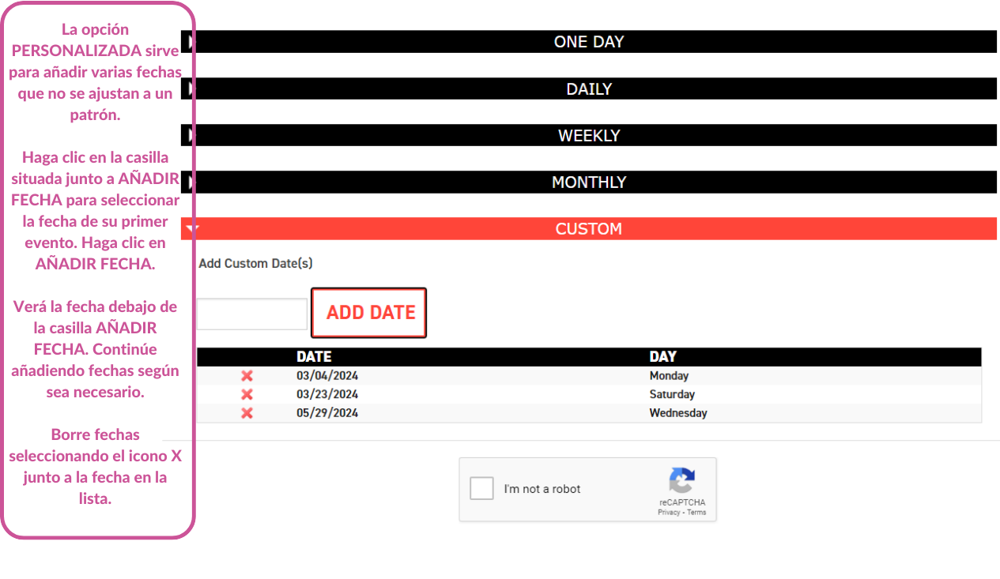 La opción
PERSONALIZADA sirve
para añadir varias fechas
que no se ajustan a un
patrón.
Haga clic en la casilla
situada junto a AÑADIR
FECHA para seleccionar
la fecha de su primer
evento. Haga clic en
AÑADIR FECHA.
Verá la fecha debajo de
la casilla AÑADIR
FECHA. Continúe
añadiendo fechas según
sea necesario.
Borre fechas
seleccionando el icono X
junto a la fecha en la
lista.
ONE DAY
DAILY
WEEKLY
MONTHLY
CUSTOM
Add Custom Date(s)
ADD DATE
DATE DAY
03/04/2024 Monday
03/23/2024 Saturday
05/29/2024 Wednesday
I'm not a robot
reCAPTCHA
Privacy - Terms